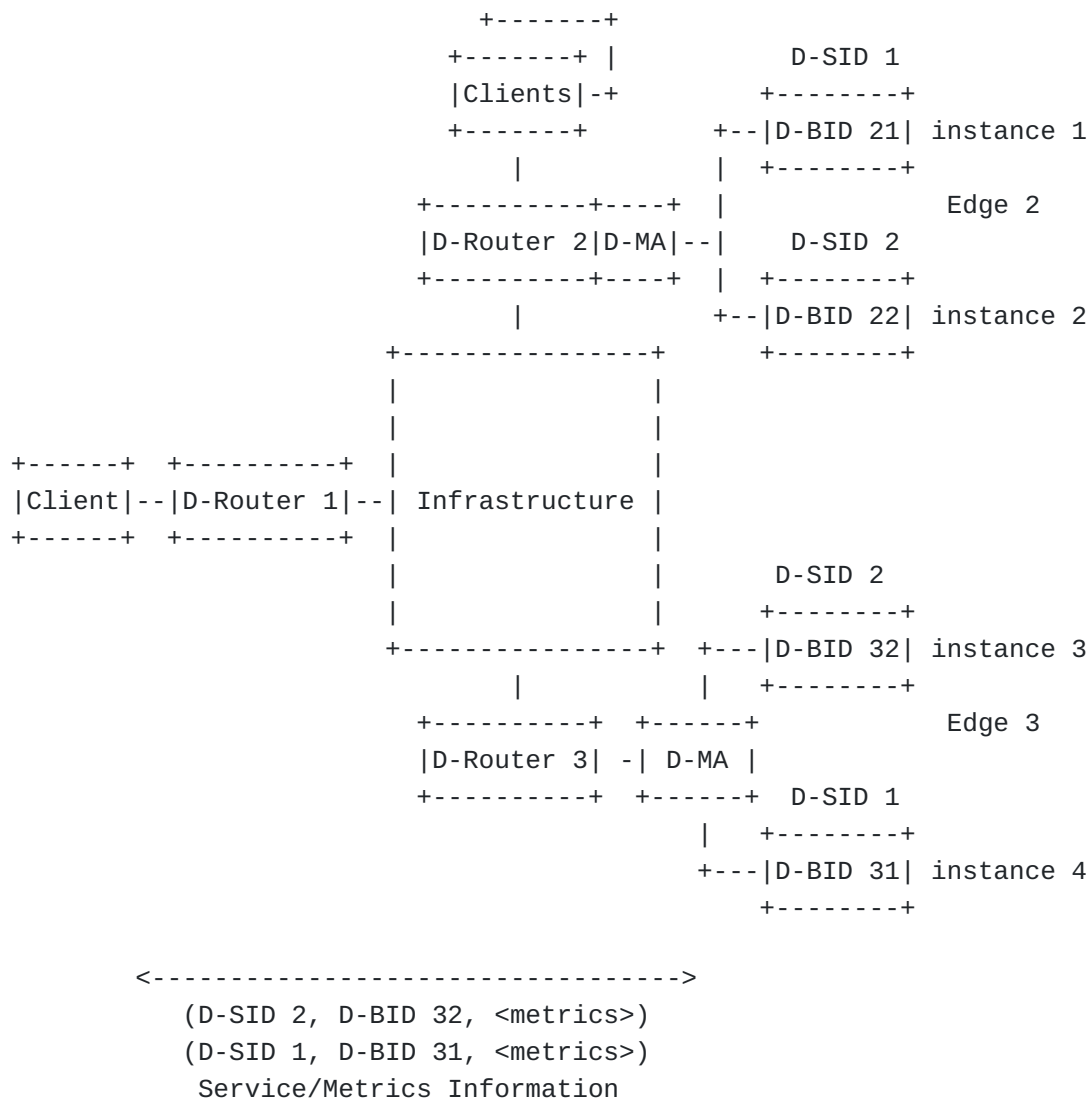 +-------+
                            +-------+ |           D-SID 1
                            |Clients|-+         +--------+
                            +-------+        +--|D-BID 21| instance 1
                                |            |  +--------+
                          +----------+----+  |              Edge 2
                          |D-Router 2|D-MA|--|    D-SID 2
                          +----------+----+  |  +--------+
                                |            +--|D-BID 22| instance 2
                        +----------------+      +--------+
                        |                |
                        |                |
+------+  +----------+  |                |
|Client|--|D-Router 1|--| Infrastructure |
+------+  +----------+  |                |
                        |                |       D-SID 2
                        |                |      +--------+
                        +----------------+  +---|D-BID 32| instance 3
                                |           |   +--------+
                          +----------+  +------+            Edge 3
                          |D-Router 3| -| D-MA |
                          +----------+  +------+  D-SID 1
                                            |   +--------+
                                            +---|D-BID 31| instance 4
                                                +--------+

        <---------------------------------->
           (D-SID 2, D-BID 32, <metrics>)
           (D-SID 1, D-BID 31, <metrics>)
            Service/Metrics Information